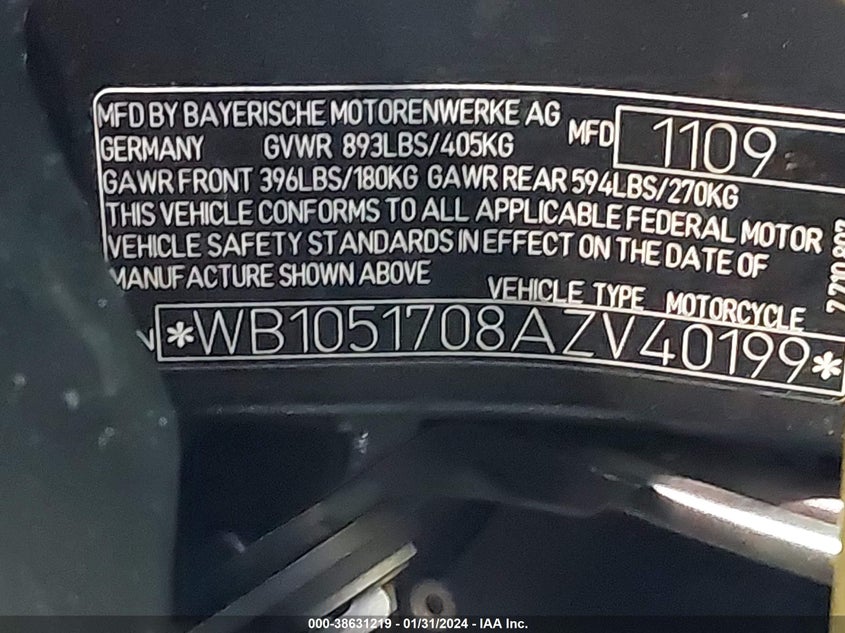 MFD BY BAYERISCHE MOTORENWERKE AG MFD 1109
GERMANY GVWR 893LBS/405KG
GAWR FRONT 396LBS/180KG GAWR REAR 594LBS/270KG
THIS VEHICLE CONFORMS TO ALL APPLICABLE FEDERAL MOTOR
VEHICLE SAFETY STANDARDS IN EFFECT ON THE DATE OF
MANUFACTURE SHOWN ABOVE
VEHICLE TYPE MOTORCYCLE
*WB1051708AZV40199*
000-38631219 - 01/31/2024 - IAA Inc.